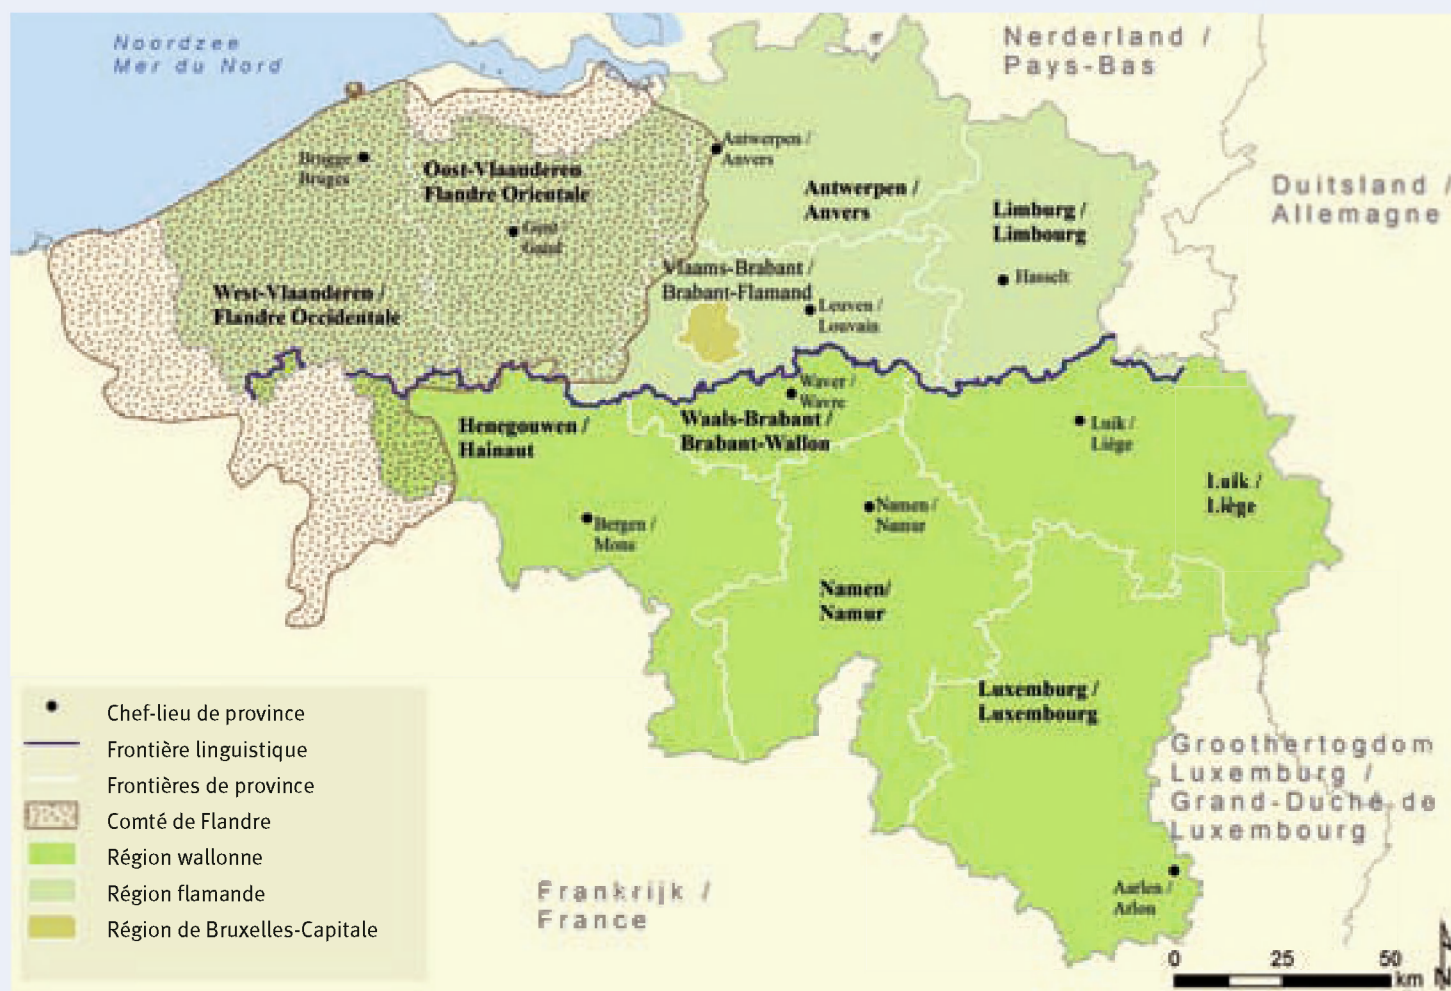 Noordzee
Mer du Nord
Nerderland /
Pays-Bas
Duitsland /
Allemagne
Antwerpen /
Anvers
Brugge
Bruges
Oost-Vlaanderen
Flandre Orientale
Gent /
Gand
Antwerpen /
Anvers
Limburg /
Limbourg
Hasselt
Vlaams-Brabant /
Brabant-Flamand
Leuven /
Louvain
West-Vlaanderen /
Flandre Occidentale
Waver /
Wavre
Henegouwen /
Hainaut
Waals-Brabant /
Brabant-Wallon
Luik /
Liège
Luik /
Liège
Bergen /
Mons
Namen /
Namur
Namen/
Namur
Luxemburg /
Luxembourg
Groothertogdom
Luxemburg /
Grand-Duché de
Luxembourg
Aarlen /
Arlon
Frankrijk /
France
Chef-lieu de province
Frontière linguistique
Frontières de province
Comté de Flandre
Région wallonne
Région flamande
Région de Bruxelles-Capitale
0 25 50
km
N